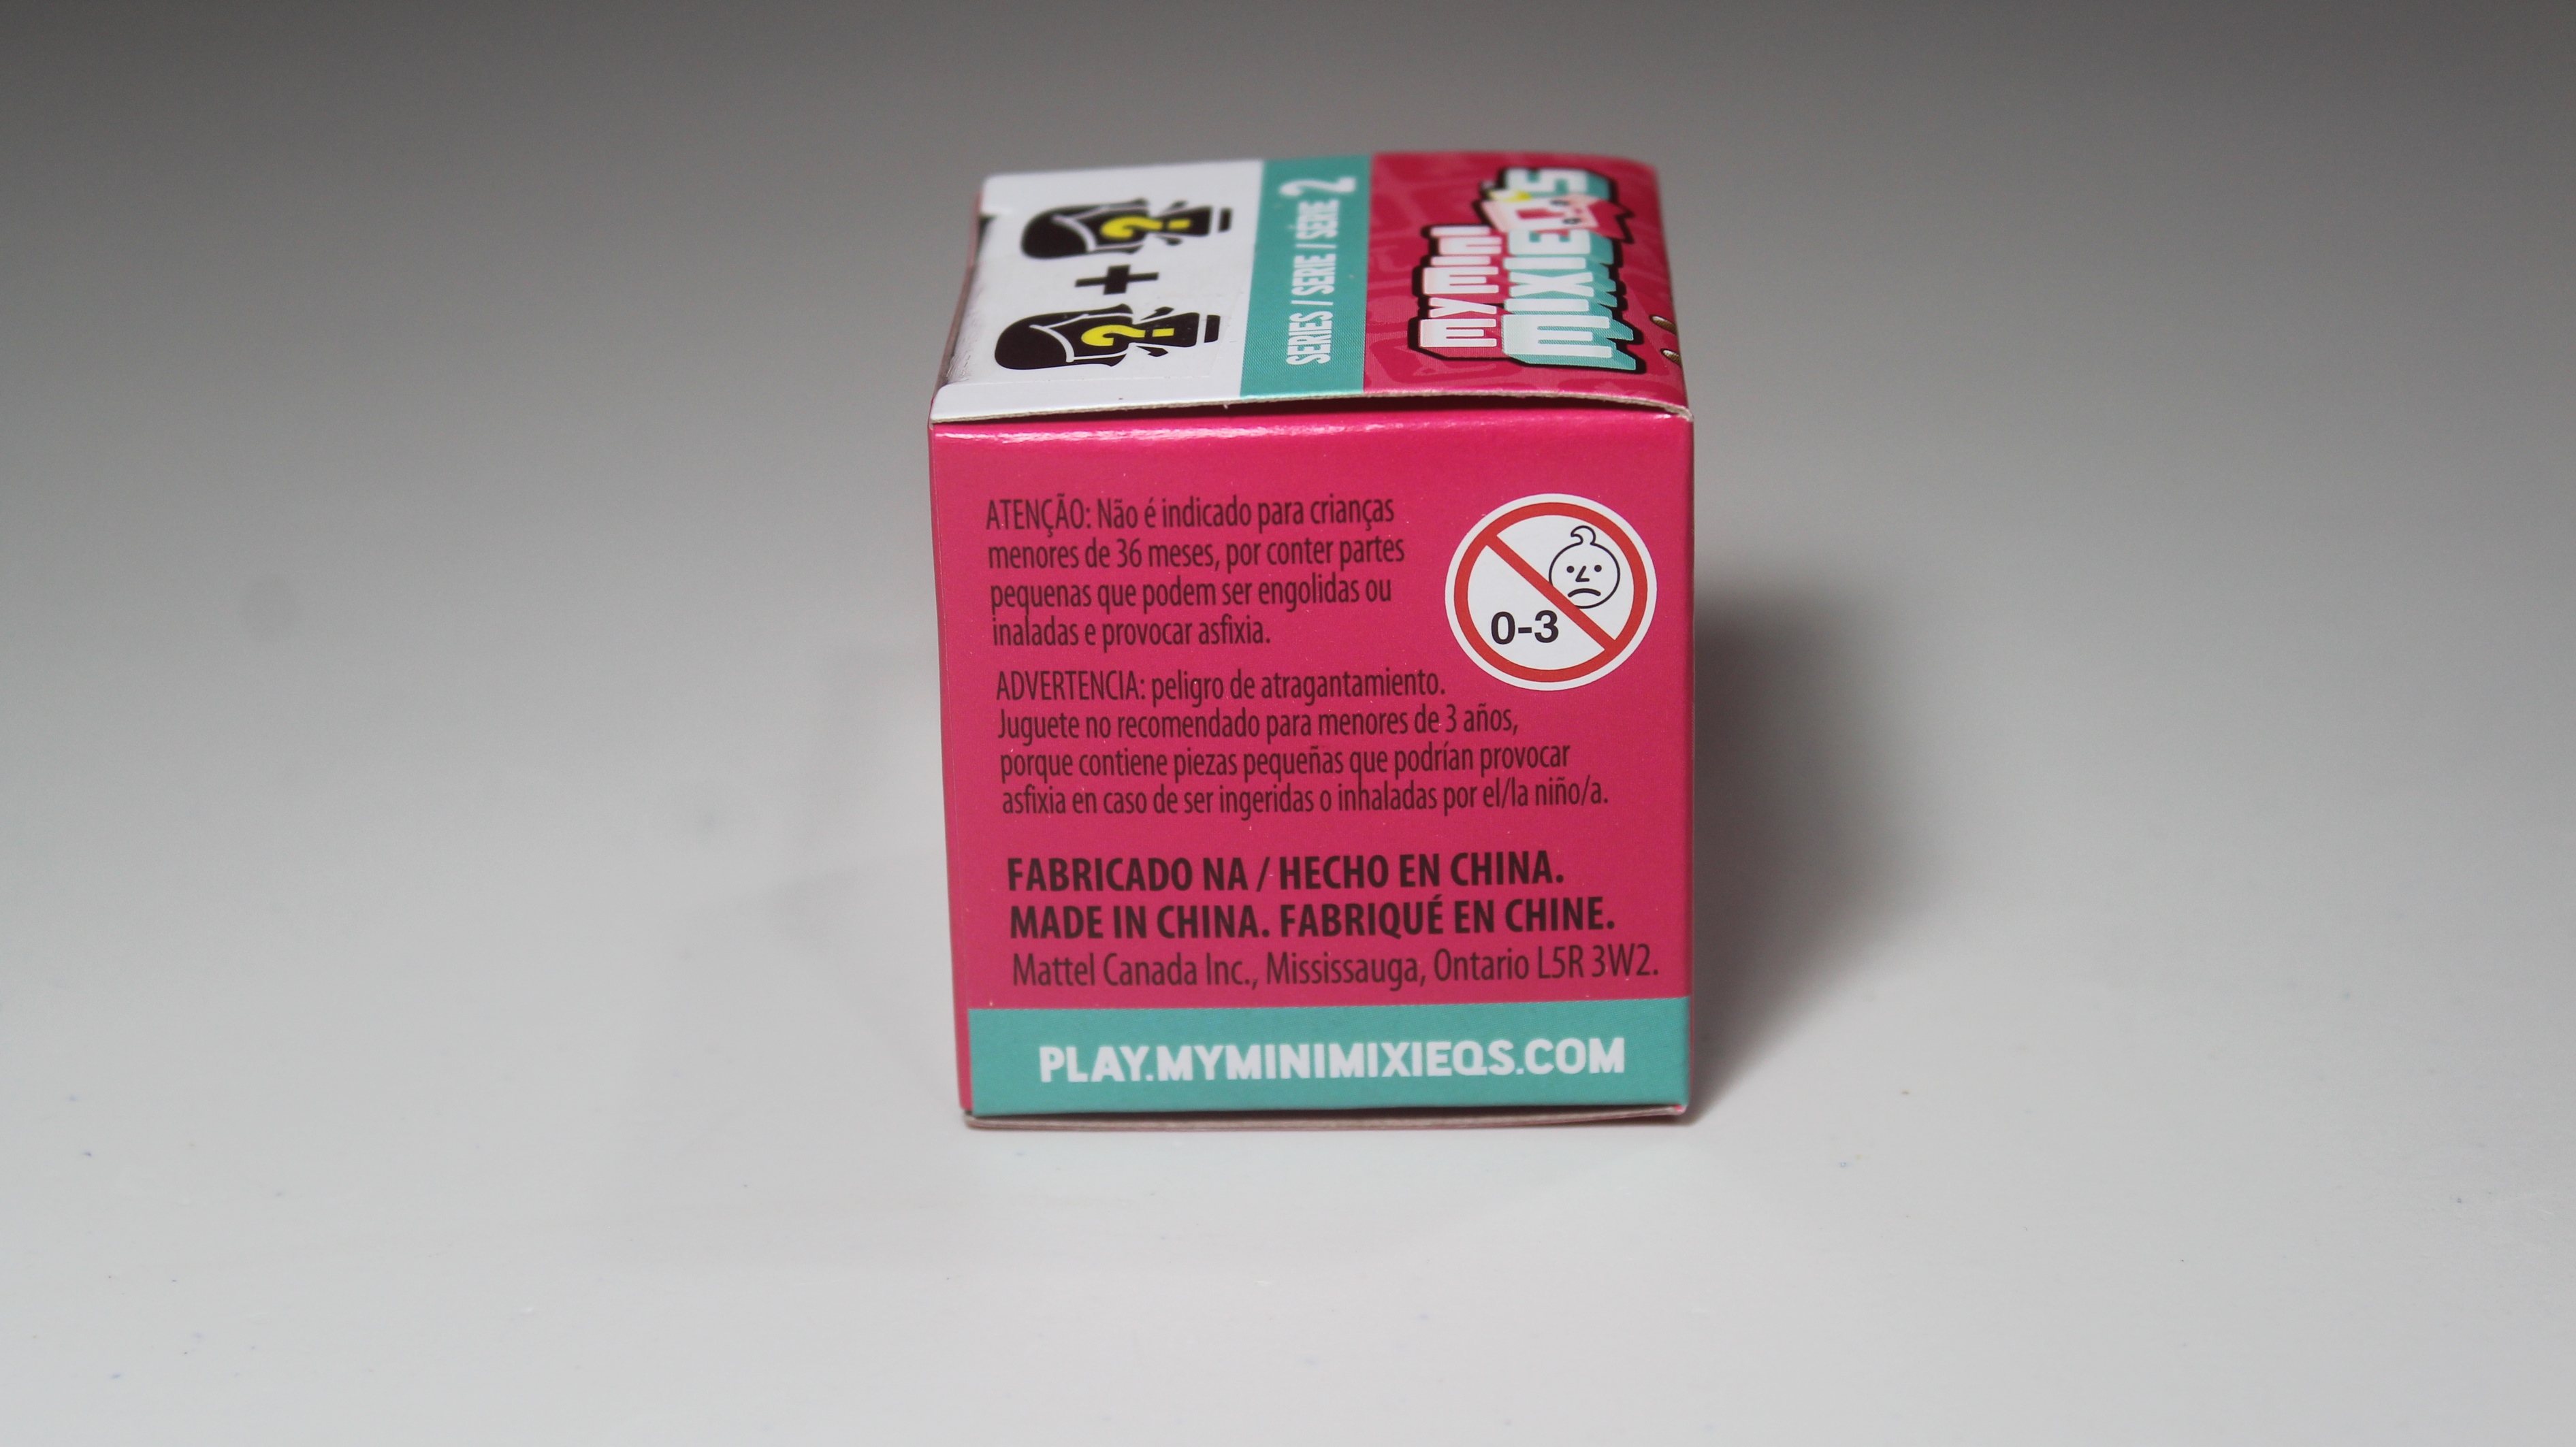 ?
+
?
SERIES / SERIE / SÉRIE 2
my mini
mixieQ's
ATENÇÃO: Não é indicado para crianças
menores de 36 meses, por conter partes
pequenas que podem ser engolidas ou
inaladas e provocar asfixia.
0-3
ADVERTENCIA: peligro de atragantamiento.
Juguete no recomendado para menores de 3 años,
porque contiene piezas pequeñas que podrían provocar
asfixia en caso de ser ingeridas o inhaladas por el/la niño/a.
FABRICADO NA / HECHO EN CHINA.
MADE IN CHINA. FABRIQUÉ EN CHINE.
Mattel Canada Inc., Mississauga, Ontario L5R 3W2.
PLAY.MYMINIMIXIEQS.COM